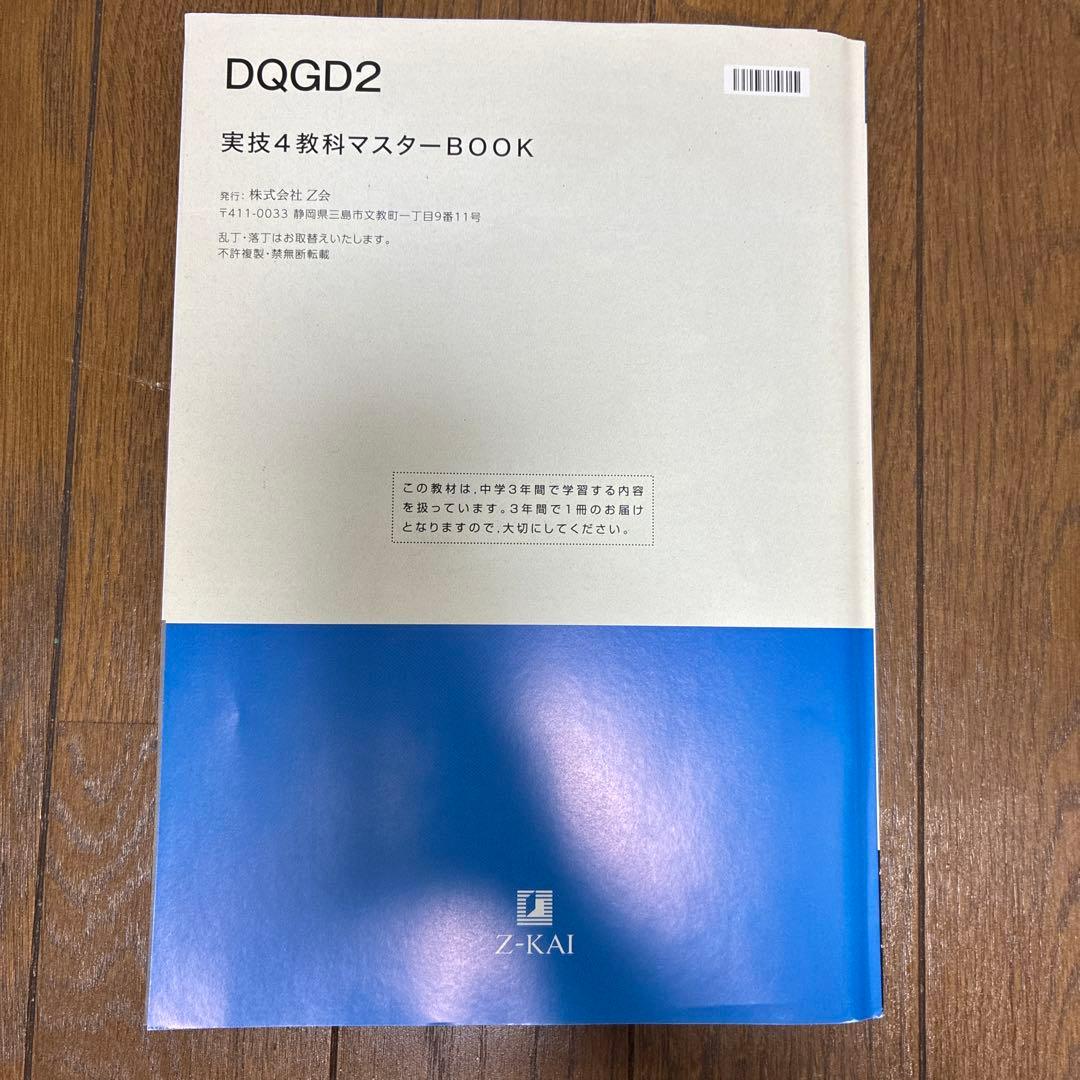 DQGD2
実技4教科マスターBOOK
発行：株式会社 Z会
〒411-0033 静岡県三島市文教町一丁目9番11号
乱丁・落丁はお取替えいたします。
不許複製・禁無断転載
この教材は，中学3年間で学習する内容
を扱っています。3年間で1冊のお届け
となりますので，大切にしてください。
Z-KAI